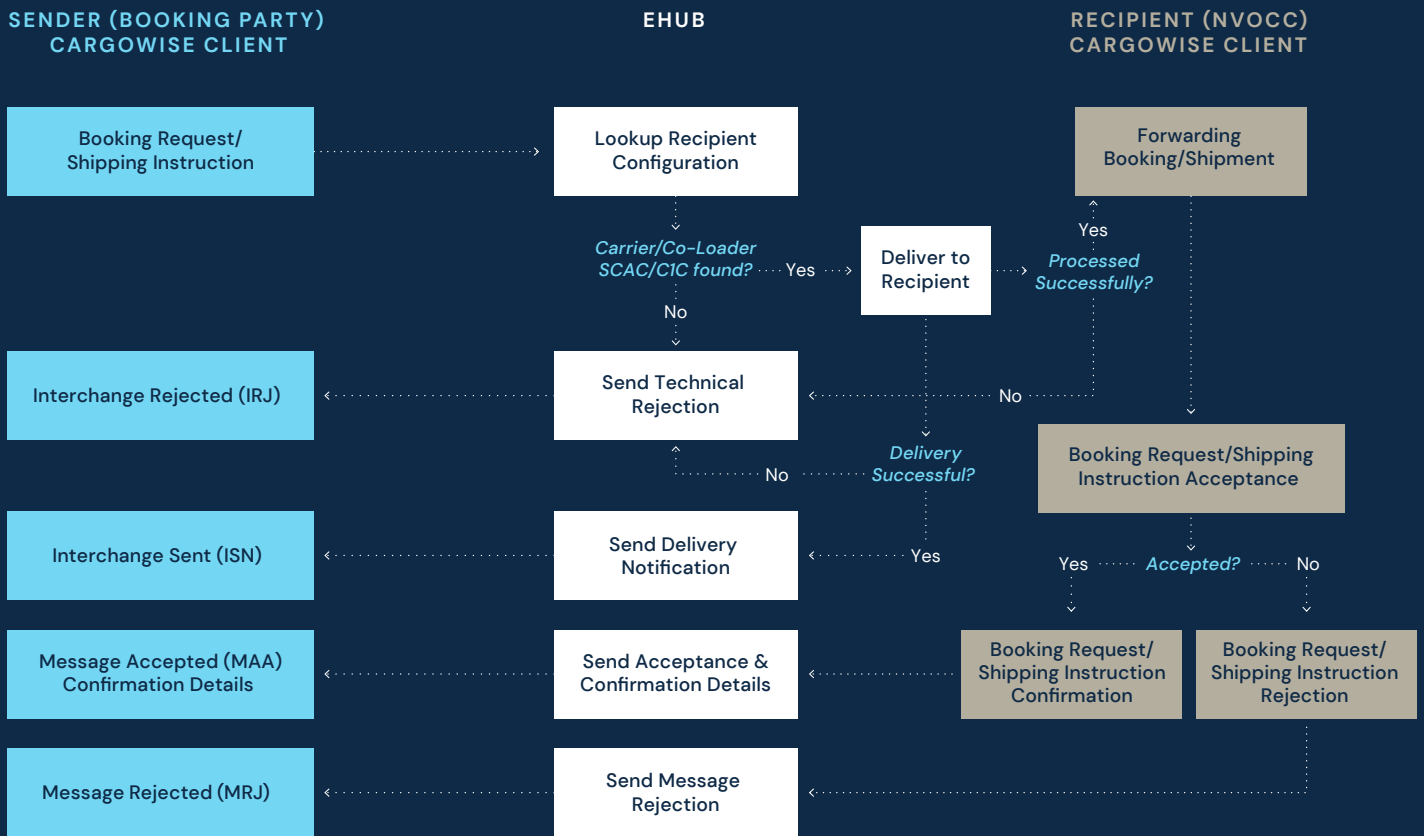 SENDER (BOOKING PARTY)
CARGOWISE CLIENT
EHUB
RECIPIENT (NVOCC)
CARGOWISE CLIENT
Booking Request/
Shipping Instruction
Lookup Recipient
Configuration
Forwarding
Booking/Shipment
Carrier/Co-Loader
SCAC/C1C found?
Yes
Deliver to
Recipient
Yes
Processed
Successfully?
No
Interchange Rejected (IRJ)
Send Technical
Rejection
No
Delivery
Successful?
No
Booking Request/Shipping
Instruction Acceptance
Interchange Sent (ISN)
Send Delivery
Notification
Yes
Yes
Accepted?
No
Message Accepted (MAA)
Confirmation Details
Send Acceptance &
Confirmation Details
Booking Request/
Shipping Instruction
Confirmation
Booking Request/
Shipping Instruction
Rejection
Message Rejected (MRJ)
Send Message
Rejection